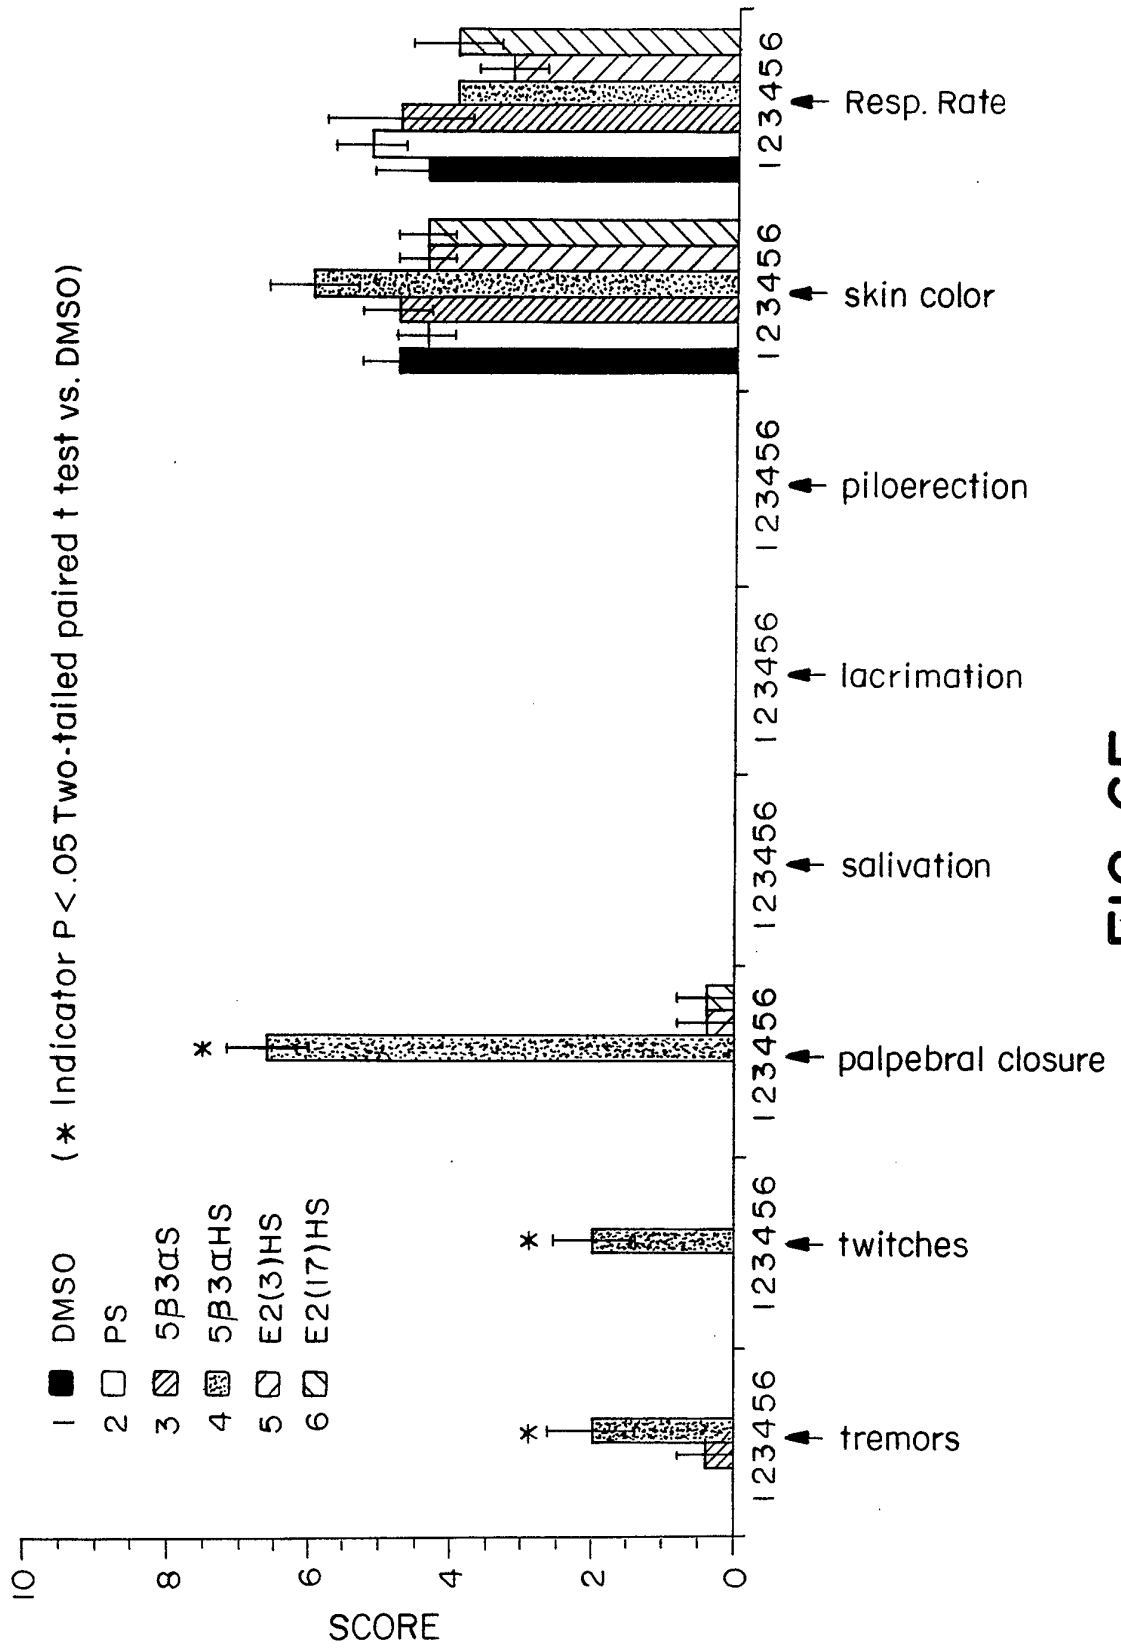 (* Indicator P < .05 Two-tailed paired t test vs. DMSO)
1 DMSO
2 PS
3 5β3αS
4 5β3αHS
5 E2(3)HS
6 E2(17)HS
SCORE
10
8
6
4
2
0
123456
123456
123456
123456
123456
123456
123456
123456
tremors
twitches
palpebral closure
salivation
lacrimation
piloerection
skin color
Resp. Rate
*
*
*